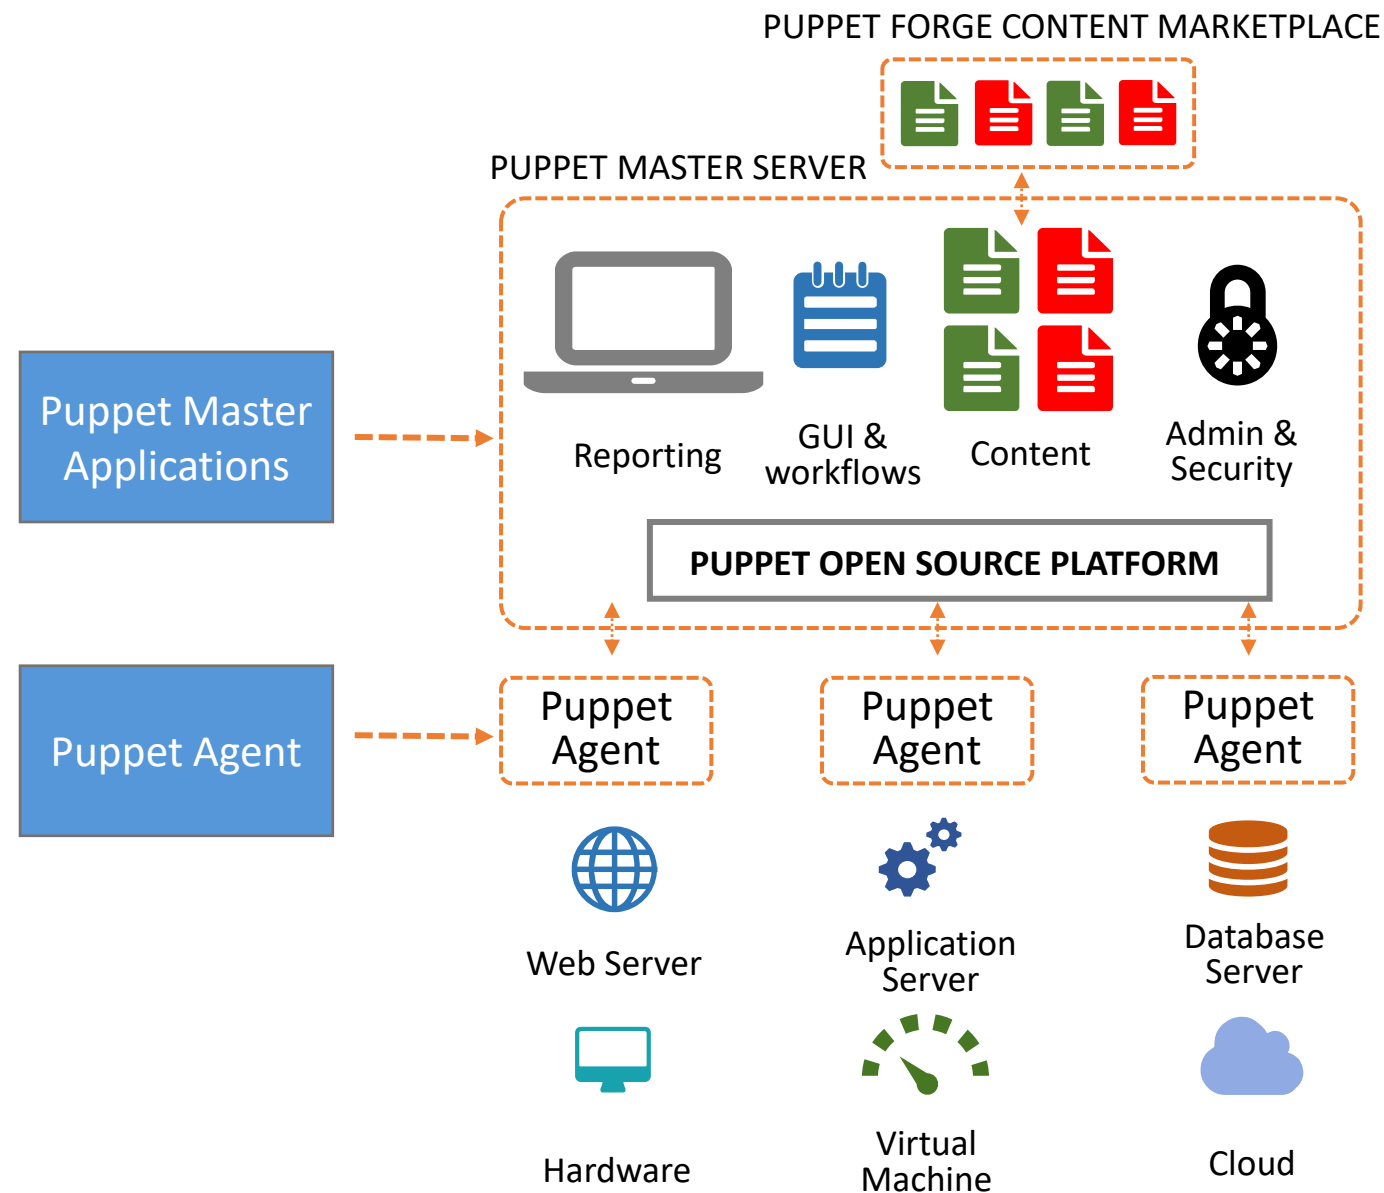 PUPPET FORGE CONTENT MARKETPLACE
PUPPET MASTER SERVER
Puppet Master
Applications
Reporting
GUI &
workflows
Content
Admin &
Security
PUPPET OPEN SOURCE PLATFORM
Puppet Agent
Puppet
Agent
Puppet
Agent
Puppet
Agent
Web Server
Application
Server
Database
Server
Hardware
Virtual
Machine
Cloud